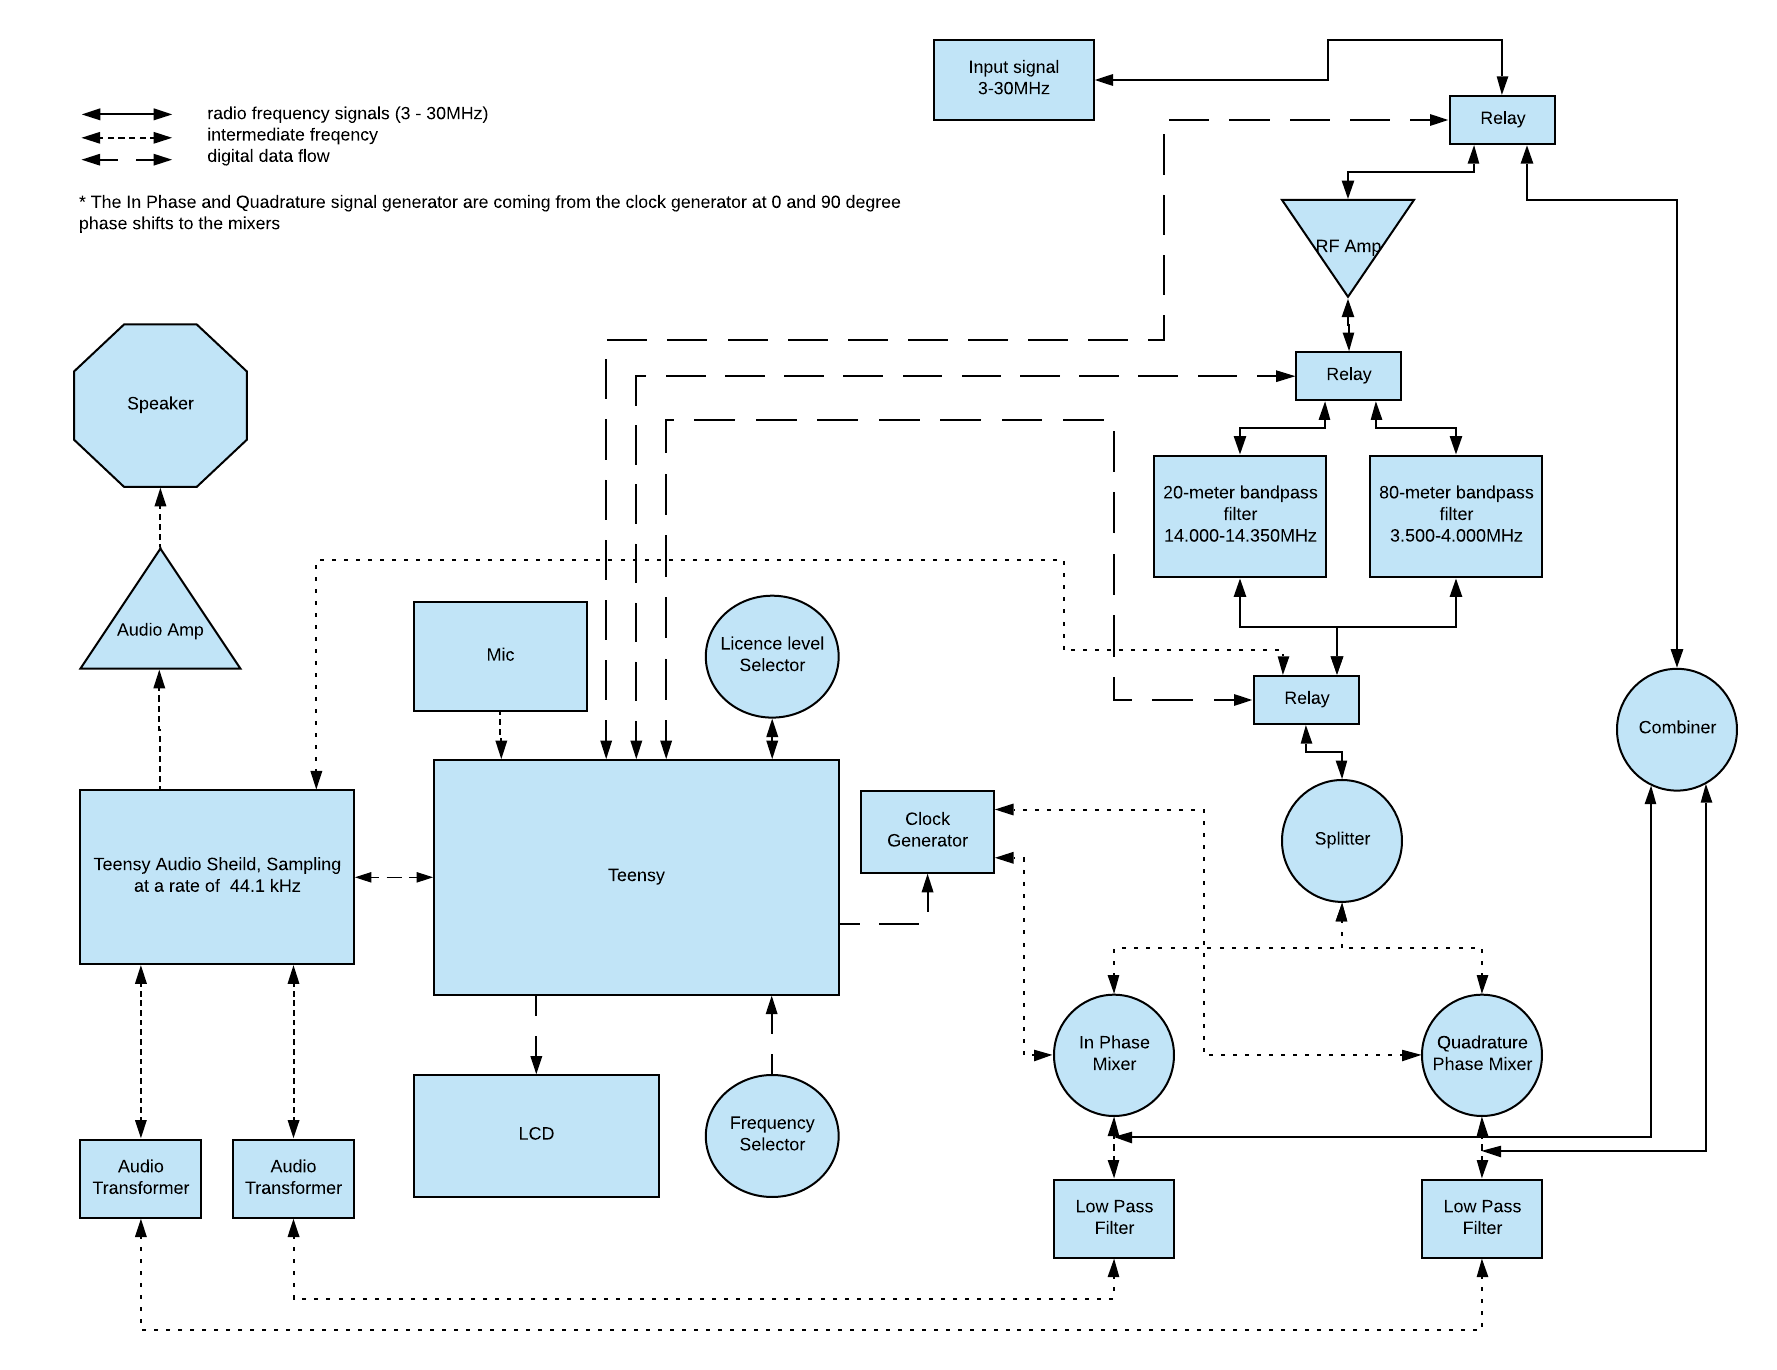 Input signal
3-30MHz
radio frequency signals (3 - 30MHz)
intermediate freqency
digital data flow
Relay
* The In Phase and Quadrature signal generator are coming from the clock generator at 0 and 90 degree
phase shifts to the mixers
RF Amp
Speaker
Relay
20-meter bandpass
filter
14.000-14.350MHz
80-meter bandpass
filter
3.500-4.000MHz
Audio Amp
Mic
Licence level
Selector
Relay
Combiner
Teensy Audio Sheild, Sampling
at a rate of  44.1 kHz
Teensy
Clock
Generator
Splitter
In Phase
Mixer
Quadrature
Phase Mixer
LCD
Frequency
Selector
Audio
Transformer
Audio
Transformer
Low Pass
Filter
Low Pass
Filter